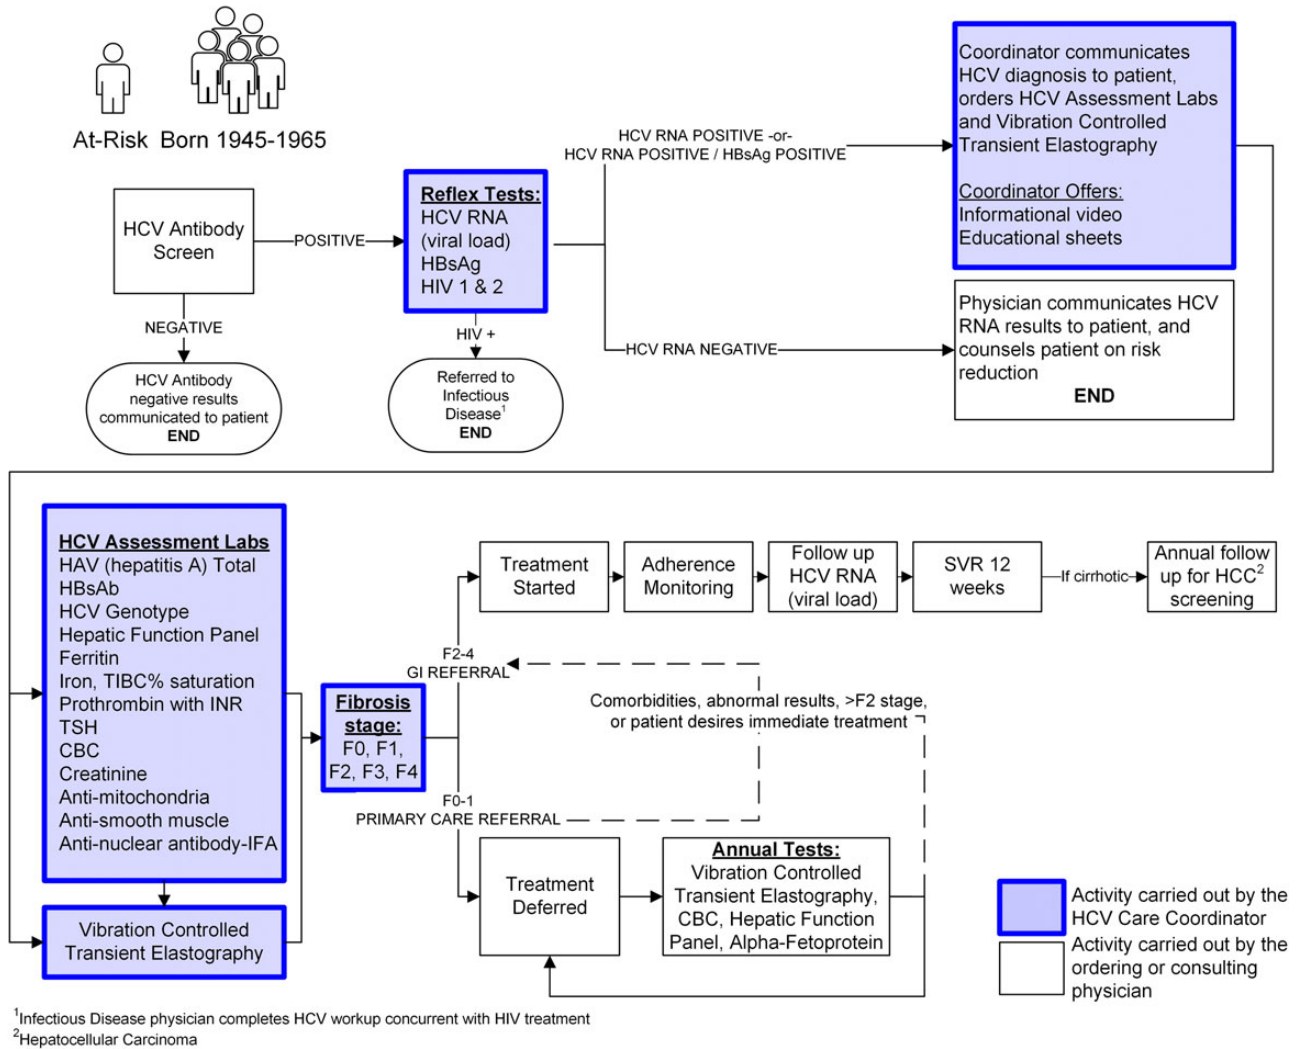 At-Risk Born 1945-1965
HCV Antibody
Screen
POSITIVE
NEGATIVE
HCV Antibody
negative results
communicated to patient
END
Reflex Tests:
HCV RNA
(viral load)
HBsAg
HIV 1 & 2
HIV +
Referred to
Infectious
Disease1
END
HCV RNA POSITIVE -or-
HCV RNA POSITIVE / HBsAg POSITIVE
HCV RNA NEGATIVE
Coordinator communicates
HCV diagnosis to patient,
orders HCV Assessment Labs
and Vibration Controlled
Transient Elastography
Coordinator Offers:
Informational video
Educational sheets
Physician communicates HCV
RNA results to patient, and
counsels patient on risk
reduction
END
HCV Assessment Labs
HAV (hepatitis A) Total
HBsAb
HCV Genotype
Hepatic Function Panel
Ferritin
Iron, TIBC% saturation
Prothrombin with INR
TSH
CBC
Creatinine
Anti-mitochondria
Anti-smooth muscle
Anti-nuclear antibody-IFA
Vibration Controlled
Transient Elastography
Fibrosis
stage:
F0, F1,
F2, F3, F4
F2-4
GI REFERRAL
F0-1
PRIMARY CARE REFERRAL
Treatment
Started
Adherence
Monitoring
Follow up
HCV RNA
(viral load)
SVR 12
weeks
If cirrhotic
Annual follow
up for HCC2
screening
Comorbidities, abnormal results, >F2 stage,
or patient desires immediate treatment
Treatment
Deferred
Annual Tests:
Vibration Controlled
Transient Elastography,
CBC, Hepatic Function
Panel, Alpha-Fetoprotein
Activity carried out by the
HCV Care Coordinator
Activity carried out by the
ordering or consulting
physician
1Infectious Disease physician completes HCV workup concurrent with HIV treatment
2Hepatocellular Carcinoma